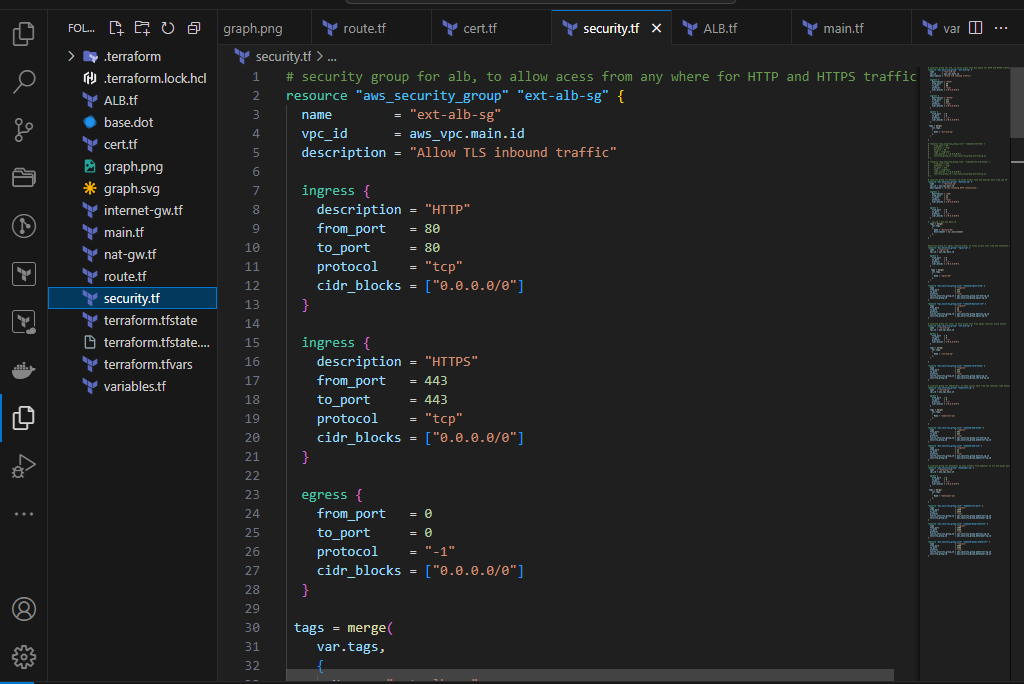 FOL...
.terraform
.terraform.lock.hcl
ALB.tf
base.dot
cert.tf
graph.png
graph.svg
internet-gw.tf
main.tf
nat-gw.tf
route.tf
security.tf
terraform.tfstate
terraform.tfstate....
terraform.tfvars
variables.tf
graph.png route.tf cert.tf security.tf ALB.tf main.tf var
security.tf > ...
1 # security group for alb, to allow acess from any where for HTTP and HTTPS traffic
2 resource "aws_security_group" "ext-alb-sg" {
3 name = "ext-alb-sg"
4 vpc_id = aws_vpc.main.id
5 description = "Allow TLS inbound traffic"
6
7 ingress {
8 description = "HTTP"
9 from_port = 80
10 to_port = 80
11 protocol = "tcp"
12 cidr_blocks = ["0.0.0.0/0"]
13 }
14
15 ingress {
16 description = "HTTPS"
17 from_port = 443
18 to_port = 443
19 protocol = "tcp"
20 cidr_blocks = ["0.0.0.0/0"]
21 }
22
23 egress {
24 from_port = 0
25 to_port = 0
26 protocol = "-1"
27 cidr_blocks = ["0.0.0.0/0"]
28 }
29
30 tags = merge(
31 var.tags,
32 {